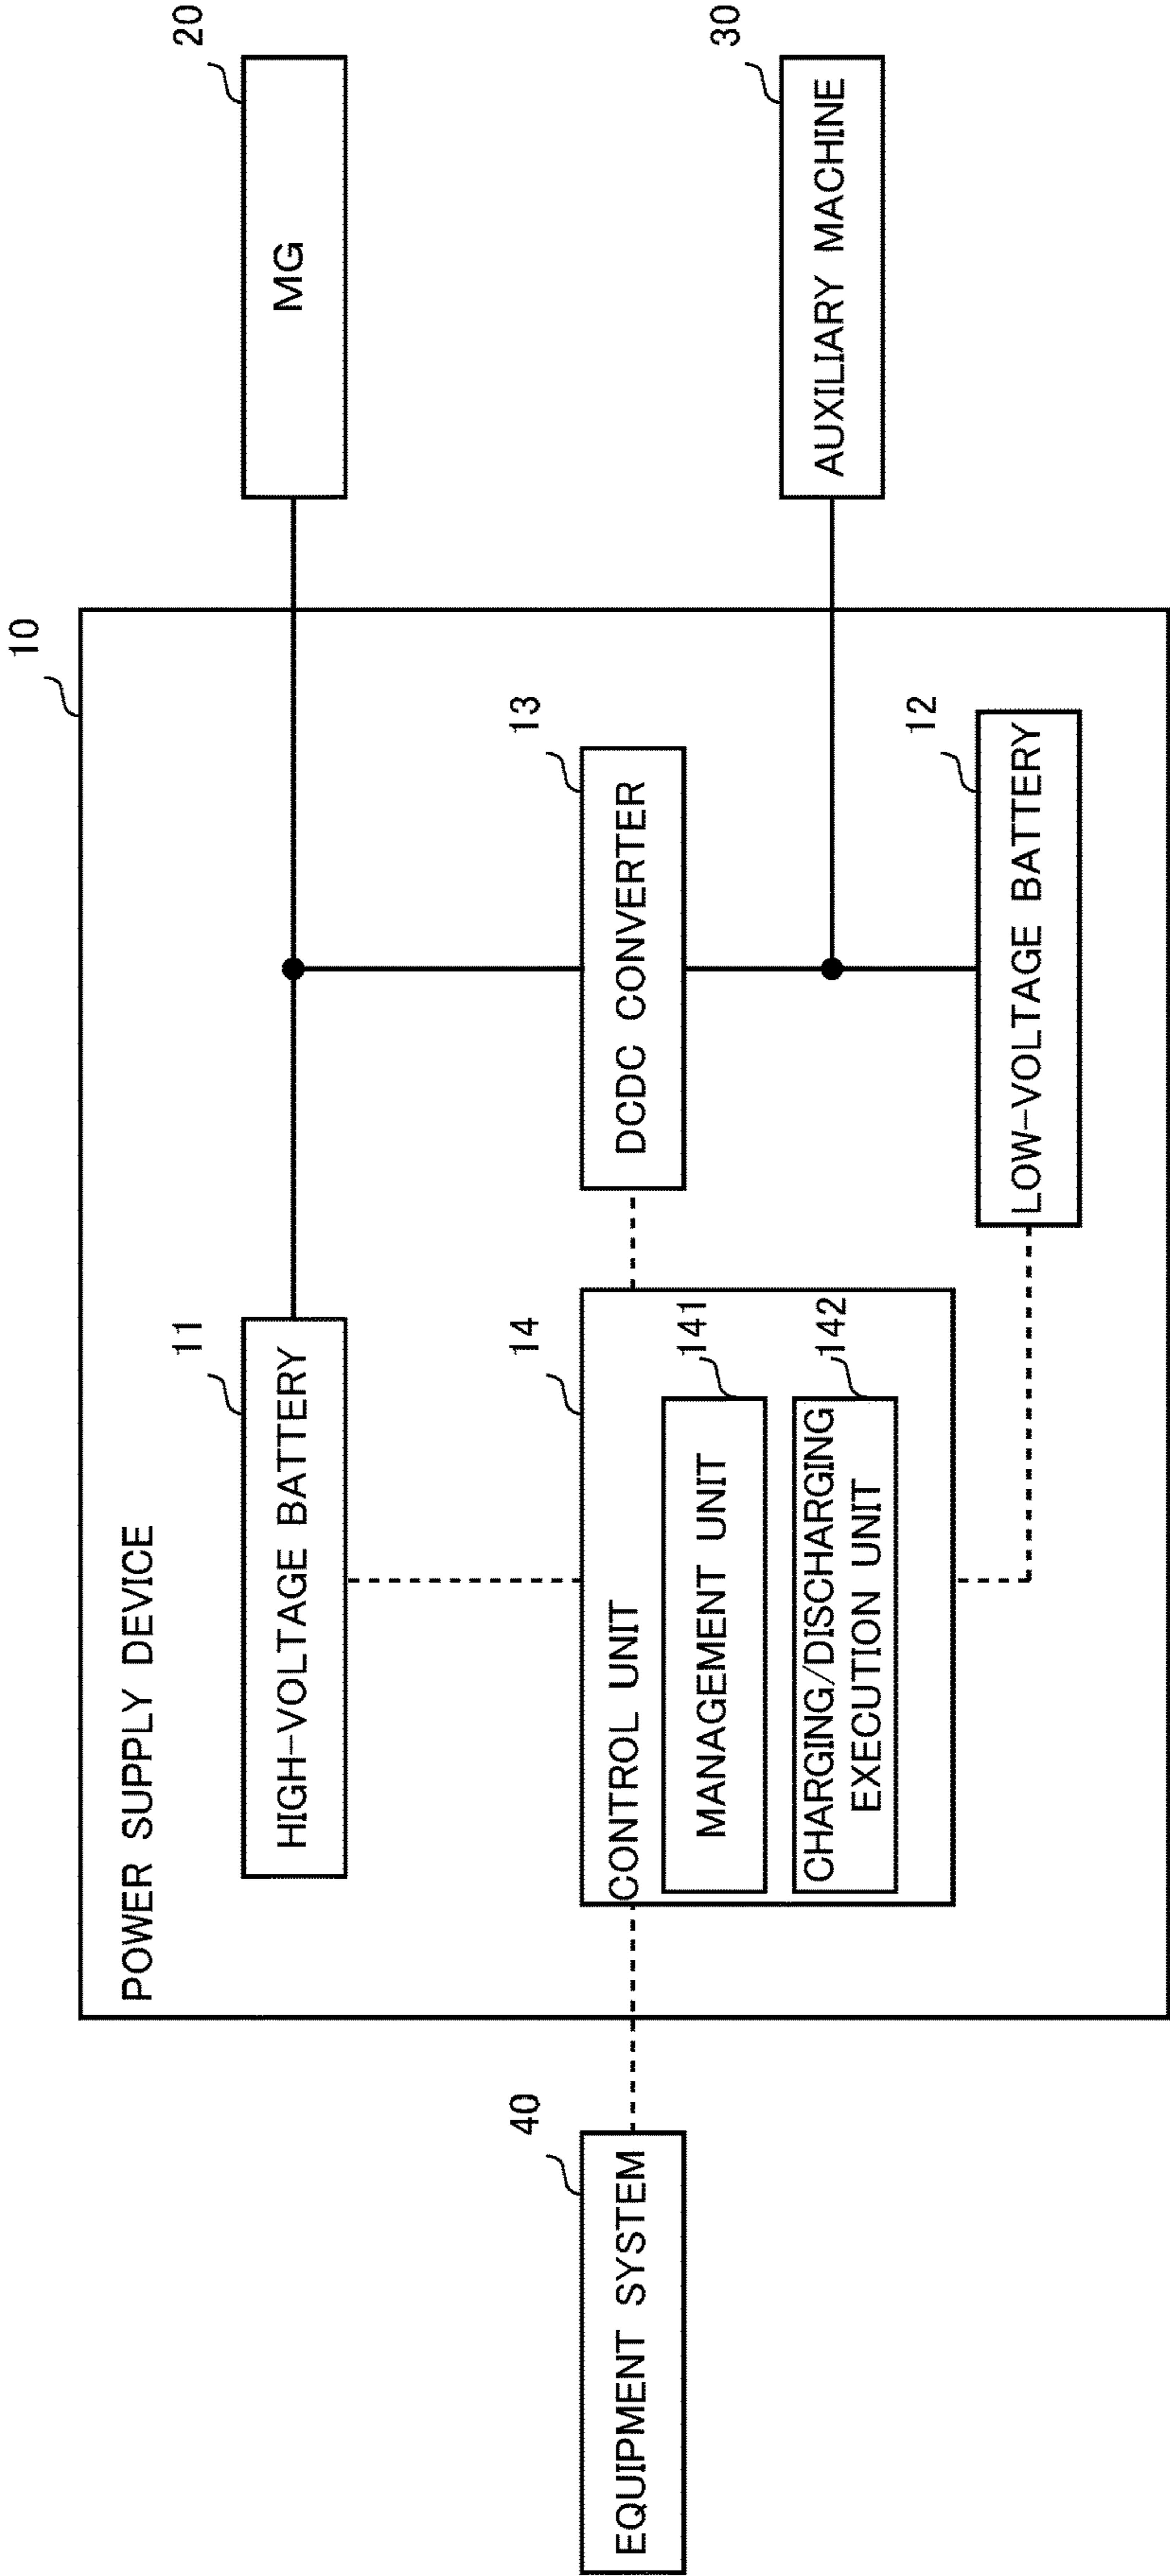 10
POWER SUPPLY DEVICE
11
HIGH-VOLTAGE BATTERY
20
MG
40
EQUIPMENT SYSTEM
14
CONTROL UNIT
141
MANAGEMENT UNIT
142
CHARGING/DISCHARGING
EXECUTION UNIT
13
DCDC CONVERTER
30
AUXILIARY MACHINE
12
LOW-VOLTAGE BATTERY